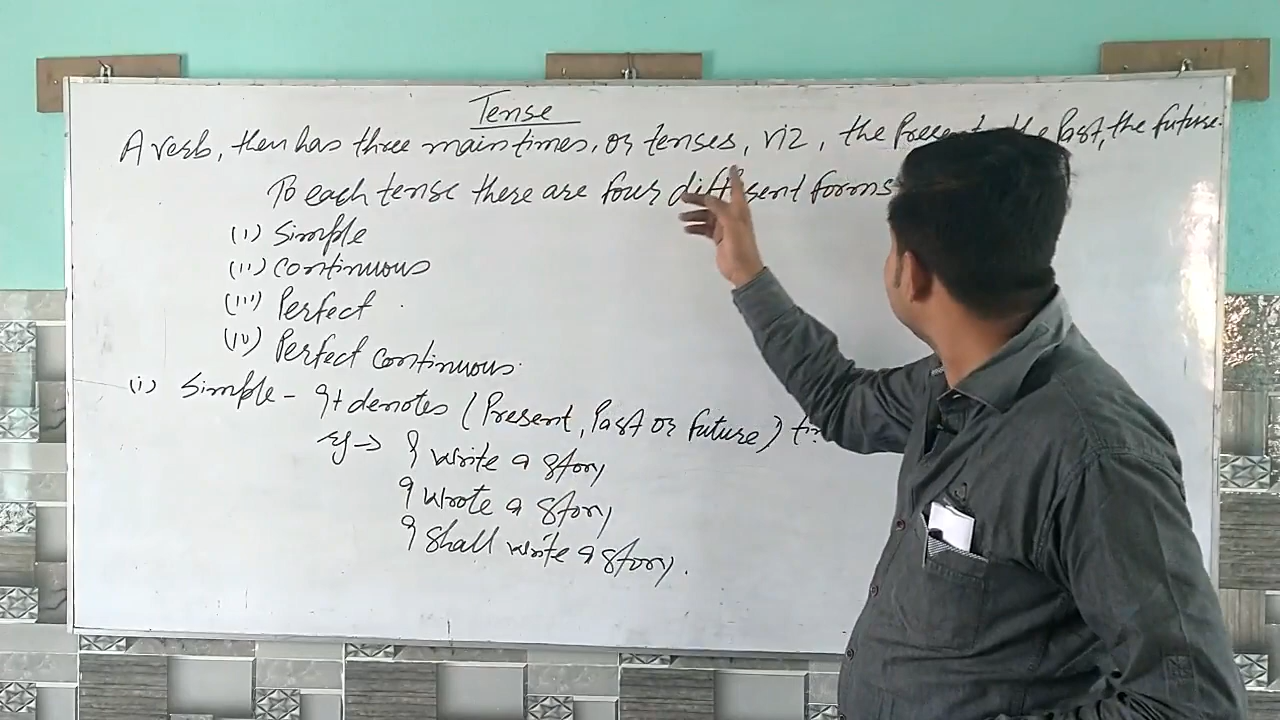 Tense
A verb, then has three main times, or tenses, viz, the Present, the Past, the future.
To each tense there are four different forms
(i) Simple
(ii) Continuous
(iii) Perfect
(iv) Perfect continuous.
(i) Simple - It denotes (Present, Past or future)
eg → I write a story
I wrote a story
I shall write a story.